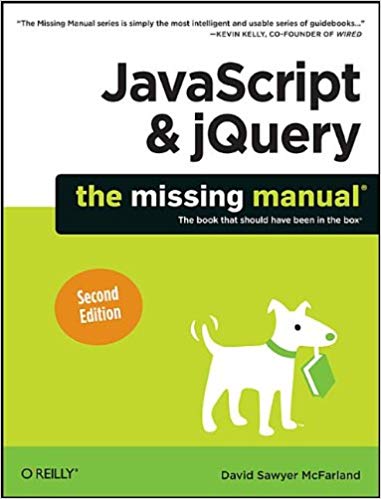 "The Missing Manual series is simply the most intelligent and usable series of guidebooks..."
—KEVIN KELLY, CO-FOUNDER OF WIRED
JavaScript
& jQuery
the missing manual®
The book that should have been in the box®
Second
Edition
O'REILLY®
David Sawyer McFarland